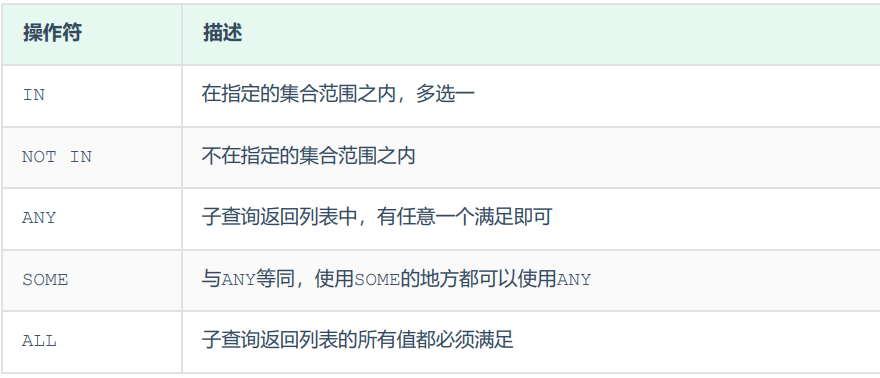 操作符 描述
IN 在指定的集合范围之内，多选一
NOT IN 不在指定的集合范围之内
ANY 子查询返回列表中，有任意一个满足即可
SOME 与ANY等同，使用SOME的地方都可以使用ANY
ALL 子查询返回列表的所有值都必须满足